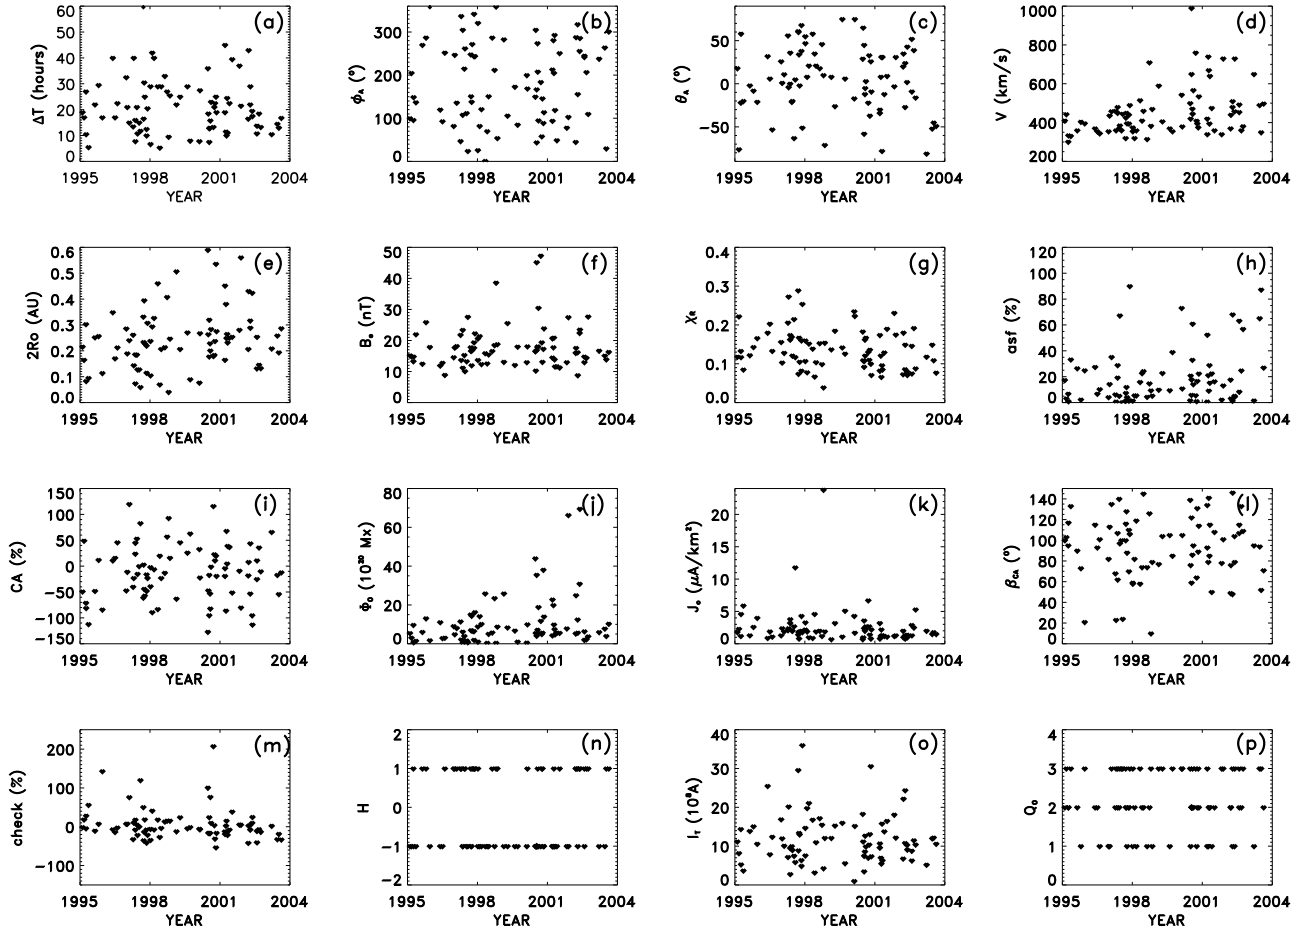 60
50
40
30
20
10
0
ΔT (hours)
(a)
1995 1998 2001 2004
YEAR
300
200
100
0
ϕ_A (°)
(b)
1995 1998 2001 2004
YEAR
50
0
−50
θ_A (°)
(c)
1995 1998 2001 2004
YEAR
1000
800
600
400
200
V (km/s)
(d)
1995 1998 2001 2004
YEAR
0.6
0.5
0.4
0.3
0.2
0.1
0.0
2Ro (AU)
(e)
1995 1998 2001 2004
YEAR
50
40
30
20
10
0
B_o (nT)
(f)
1995 1998 2001 2004
YEAR
0.4
0.3
0.2
0.1
0.0
χ_R
(g)
1995 1998 2001 2004
YEAR
120
100
80
60
40
20
0
asf (%)
(h)
1995 1998 2001 2004
YEAR
150
100
50
0
−50
−100
−150
CA (%)
(i)
1995 1998 2001 2004
YEAR
80
60
40
20
0
Φ_o (10²⁰ Mx)
(j)
1995 1998 2001 2004
YEAR
20
15
10
5
0
J_o (μA/km²)
(k)
1995 1998 2001 2004
YEAR
140
120
100
80
60
40
20
0
β_CA (°)
(l)
1995 1998 2001 2004
YEAR
200
100
0
−100
check (%)
(m)
1995 1998 2001 2004
YEAR
2
1
0
−1
−2
H
(n)
1995 1998 2001 2004
YEAR
40
30
20
10
0
I_T (10⁸A)
(o)
1995 1998 2001 2004
YEAR
4
3
2
1
0
Q_o
(p)
1995 1998 2001 2004
YEAR